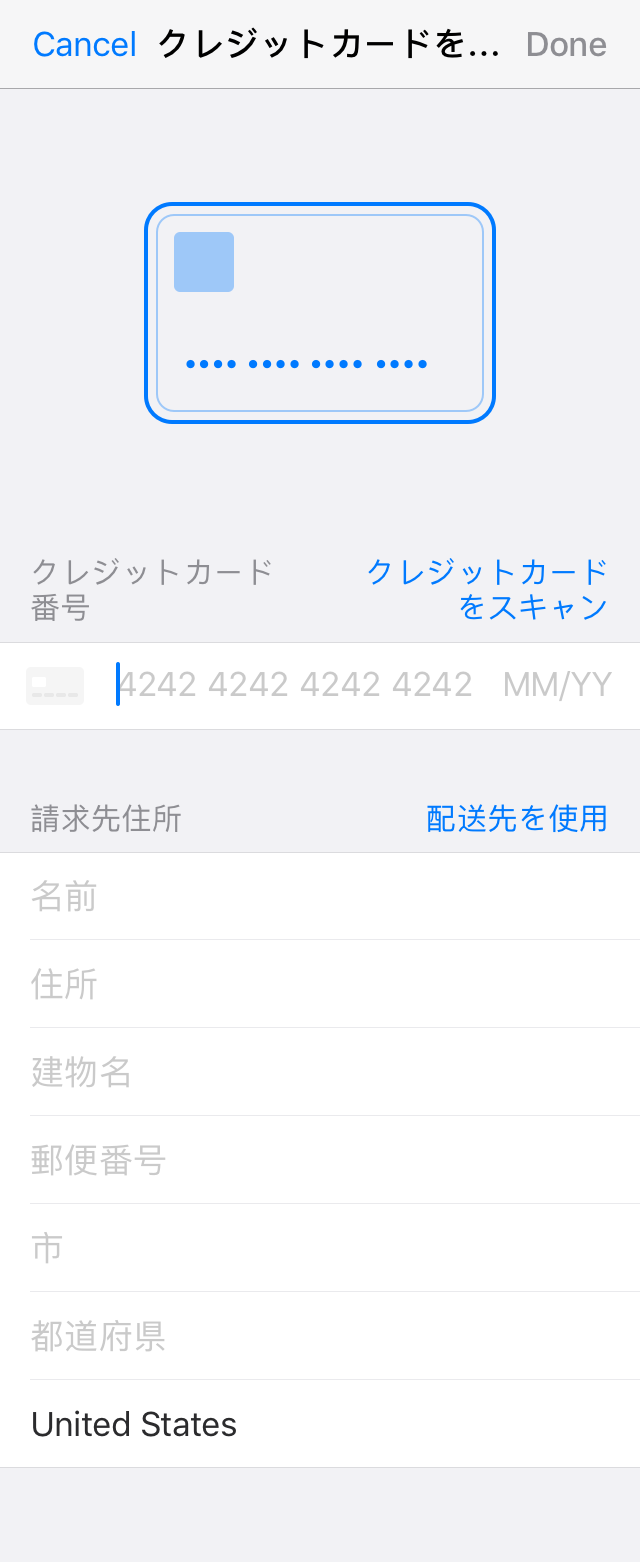 Cancel クレジットカードを... Done
クレジットカード
番号
クレジットカード
をスキャン
4242 4242 4242 4242 MM/YY
請求先住所 配送先を使用
名前
住所
建物名
郵便番号
市
都道府県
United States